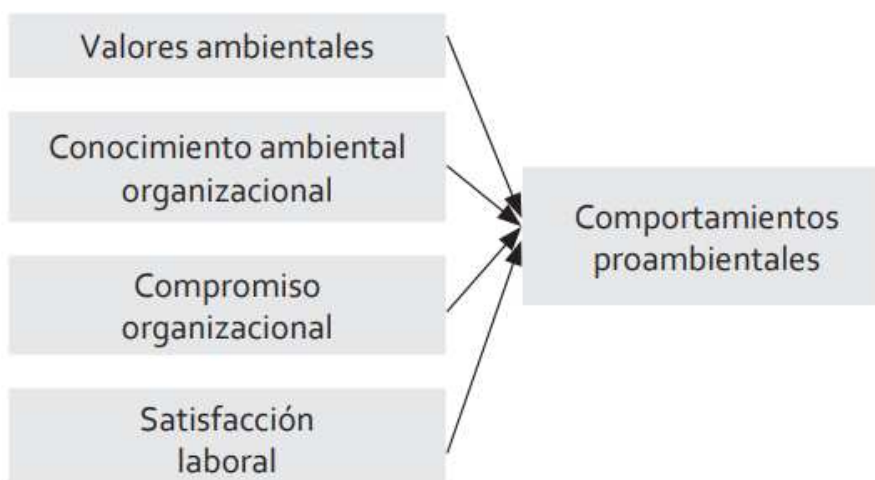 Valores ambientales
Conocimiento ambiental
organizacional
Compromiso
organizacional
Satisfacción
laboral
Comportamientos
proambientales